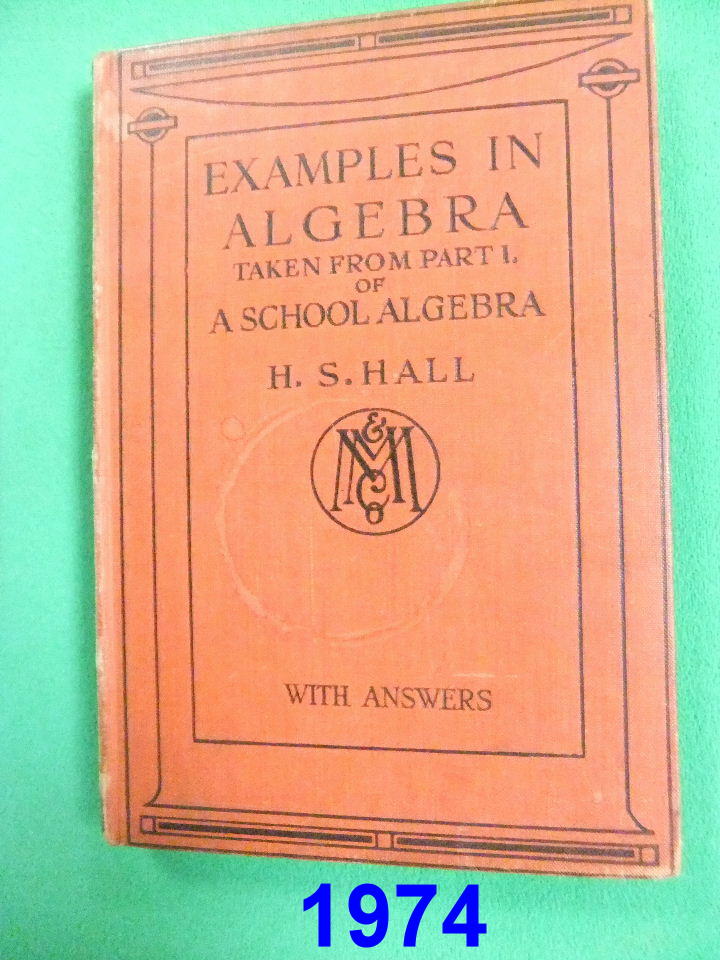 EXAMPLES IN
ALGEBRA
TAKEN FROM PART I.
OF
A SCHOOL ALGEBRA
H. S. HALL
M & M Co
WITH ANSWERS
1974